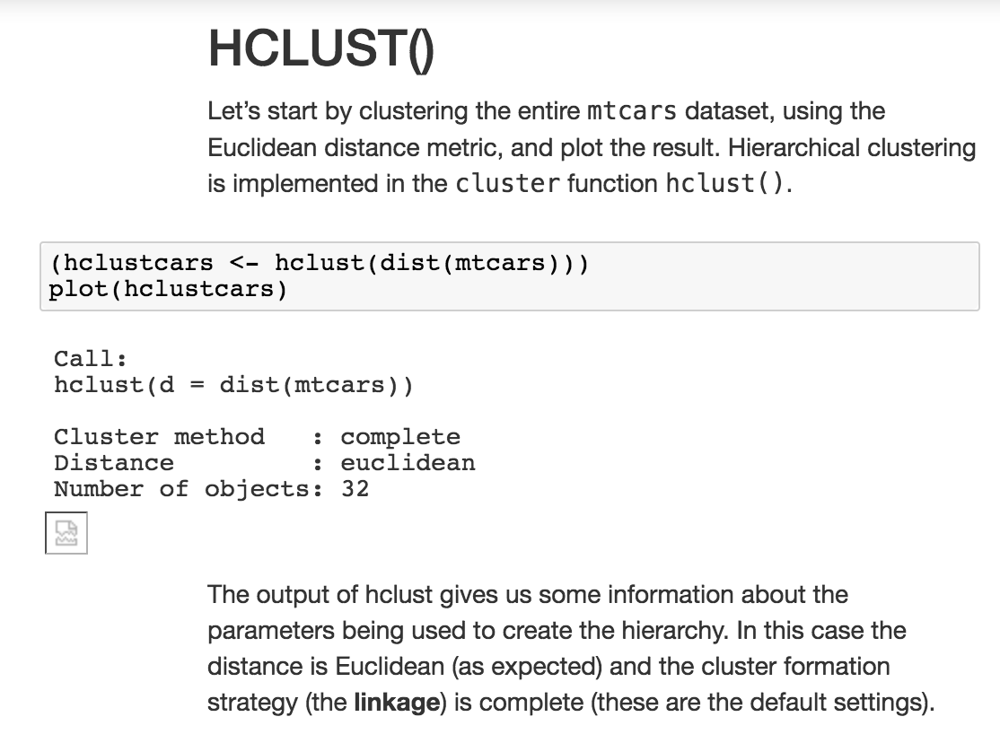 HCLUST()
Let’s start by clustering the entire mtcars dataset, using the
Euclidean distance metric, and plot the result. Hierarchical clustering
is implemented in the cluster function hclust().
(hclustcars <- hclust(dist(mtcars)))
plot(hclustcars)
Call:
hclust(d = dist(mtcars))
Cluster method   : complete
Distance         : euclidean
Number of objects: 32
The output of hclust gives us some information about the
parameters being used to create the hierarchy. In this case the
distance is Euclidean (as expected) and the cluster formation
strategy (the linkage) is complete (these are the default settings).